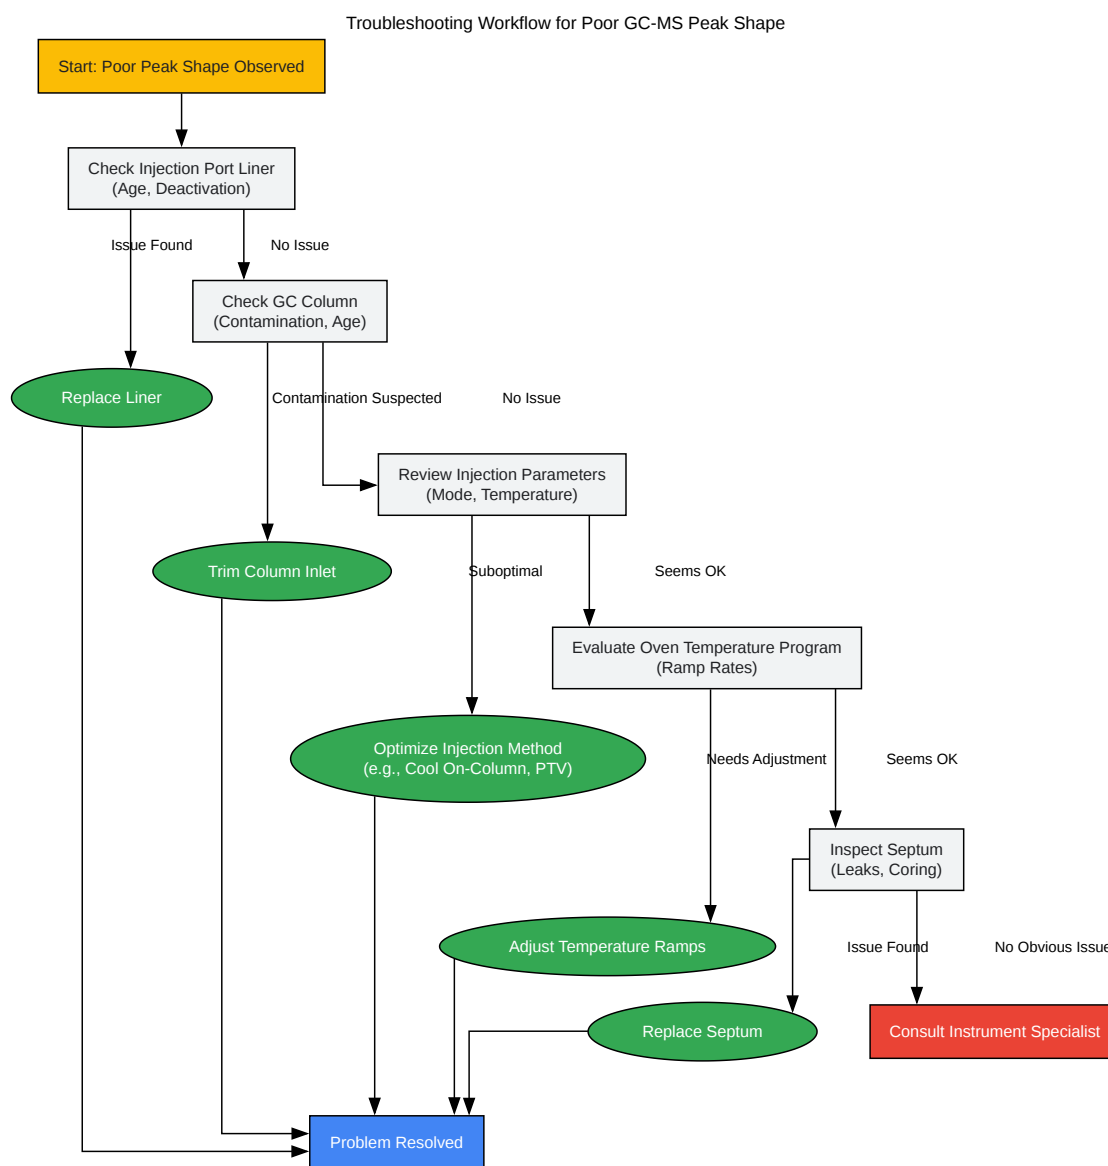 Troubleshooting Workflow for Poor GC-MS Peak Shape
Start: Poor Peak Shape Observed
Check Injection Port Liner
(Age, Deactivation)
Issue Found
No Issue
Check GC Column
(Contamination, Age)
Replace Liner
Contamination Suspected
No Issue
Review Injection Parameters
(Mode, Temperature)
Trim Column Inlet
Suboptimal
Seems OK
Evaluate Oven Temperature Program
(Ramp Rates)
Optimize Injection Method
(e.g., Cool On-Column, PTV)
Needs Adjustment
Seems OK
Inspect Septum
(Leaks, Coring)
Adjust Temperature Ramps
Issue Found
No Obvious Issue
Replace Septum
Consult Instrument Specialist
Problem Resolved